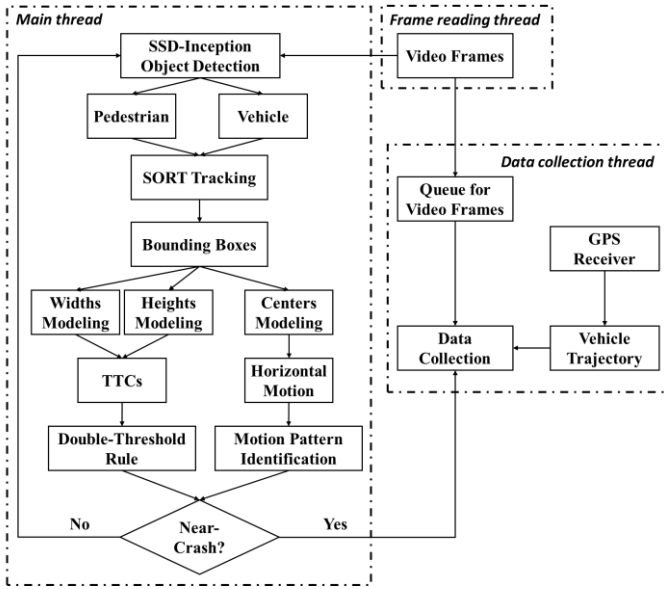 Main thread
SSD-Inception
Object Detection
Pedestrian
Vehicle
SORT Tracking
Bounding Boxes
Widths
Modeling
Heights
Modeling
Centers
Modeling
TTCs
Horizontal
Motion
Double-Threshold
Rule
Motion Pattern
Identification
Near-
Crash?
No
Yes
Frame reading thread
Video Frames
Data collection thread
Queue for
Video Frames
GPS
Receiver
Data
Collection
Vehicle
Trajectory